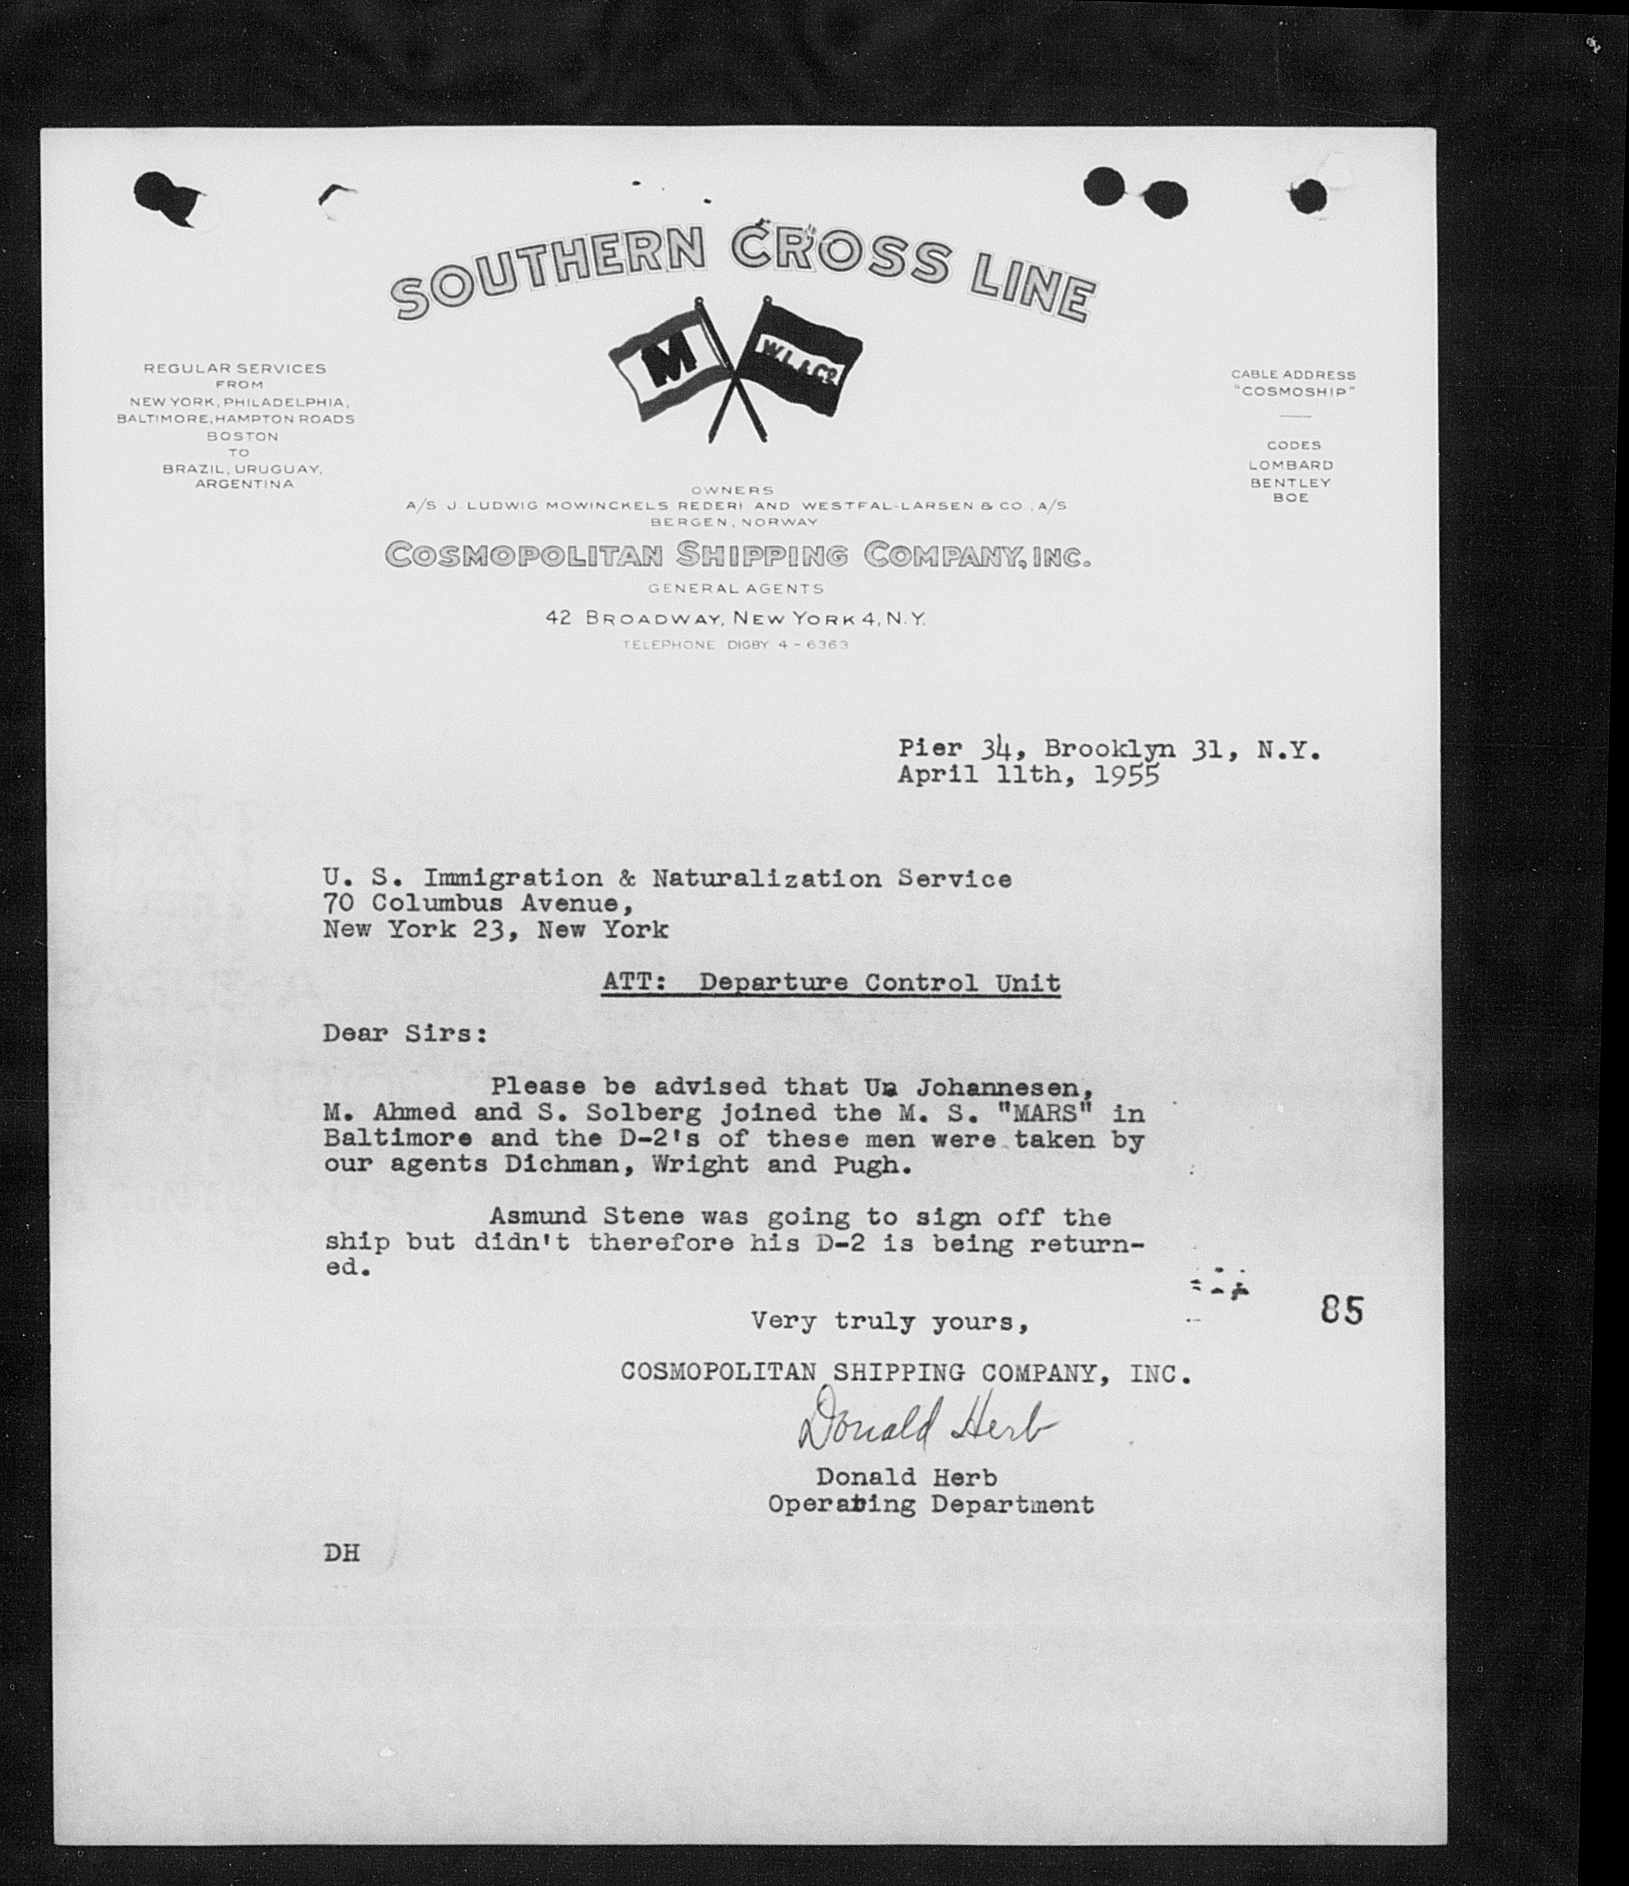 SOUTHERN CROSS LINE
M
W.L. & CO.
REGULAR SERVICES
FROM
NEW YORK, PHILADELPHIA,
BALTIMORE, HAMPTON ROADS
BOSTON
TO
BRAZIL, URUGUAY,
ARGENTINA
CABLE ADDRESS
"COSMOSHIP"
CODES
LOMBARD
BENTLEY
BOE
OWNERS
A/S J. LUDWIG MOWINCKELS REDERI AND WESTFAL-LARSEN & CO., A/S
BERGEN, NORWAY
COSMOPOLITAN SHIPPING COMPANY, INC.
GENERAL AGENTS
42 BROADWAY, NEW YORK 4, N.Y.
TELEPHONE DIGBY 4-6363
Pier 34, Brooklyn 31, N.Y.
April 11th, 1955
U. S. Immigration & Naturalization Service
70 Columbus Avenue,
New York 23, New York
ATT: Departure Control Unit
Dear Sirs:
Please be advised that Johannesen,
M. Ahmed and S. Solberg joined the M. S. "MARS" in
Baltimore and the D-2's of these men were taken by
our agents Dichman, Wright and Pugh.
Asmund Stene was going to sign off the
ship but didn't therefore his D-2 is being return-
ed.
85
Very truly yours,
COSMOPOLITAN SHIPPING COMPANY, INC.
Donald Herb
Donald Herb
Operating Department
DH